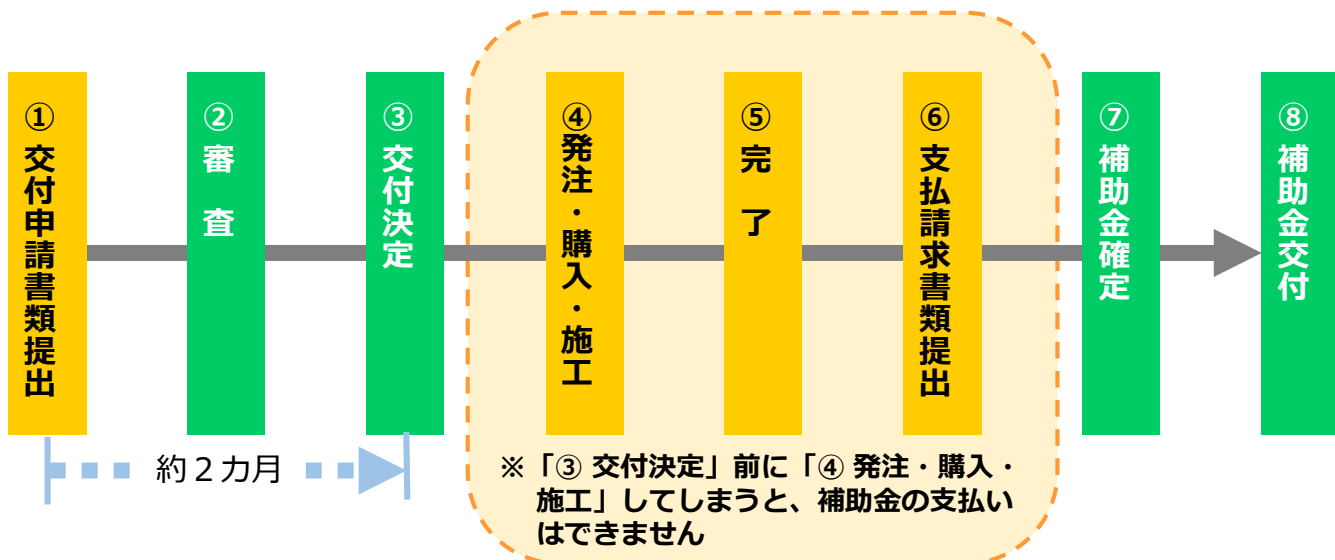 ① 交付申請書類提出
② 審 査
③ 交付決定
④ 発注・購入・施工
⑤ 完 了
⑥ 支払請求書類提出
⑦ 補助金確定
⑧ 補助金交付
約２カ月
※「③ 交付決定」前に「④ 発注・購入・
施工」してしまうと、補助金の支払い
はできません